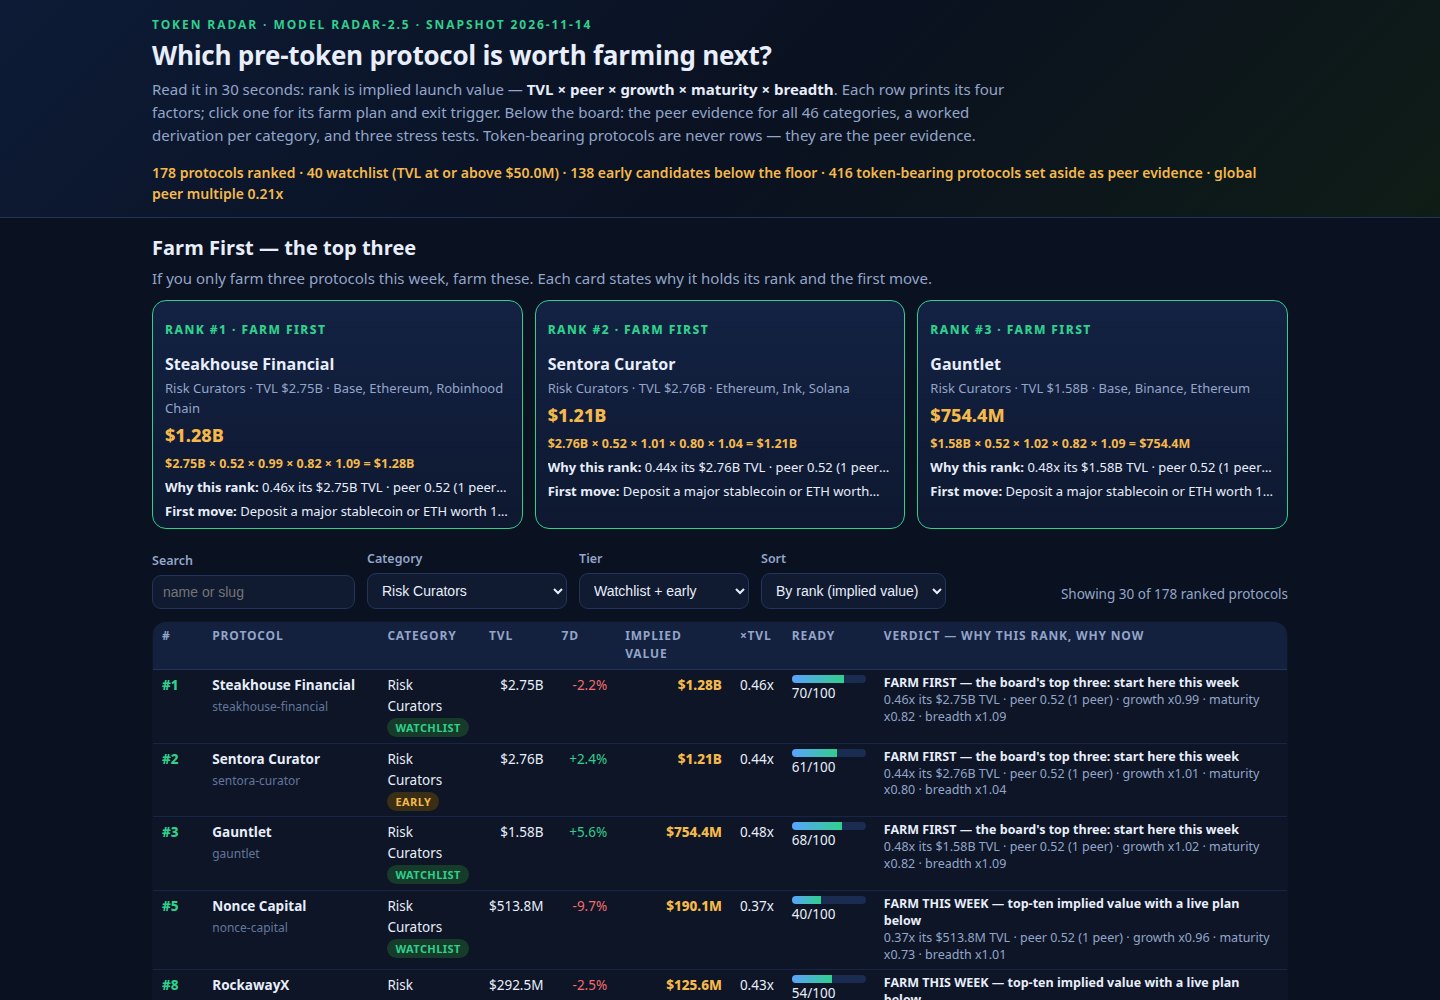 TOKEN RADAR · MODEL RADAR-2.5 · SNAPSHOT 2026-11-14
Which pre-token protocol is worth farming next?
Read it in 30 seconds: rank is implied launch value — TVL × peer × growth × maturity × breadth. Each row prints its four
factors; click one for its farm plan and exit trigger. Below the board: the peer evidence for all 46 categories, a worked
derivation per category, and three stress tests. Token-bearing protocols are never rows — they are the peer evidence.
178 protocols ranked · 40 watchlist (TVL at or above $50.0M) · 138 early candidates below the floor · 416 token-bearing protocols set aside as peer evidence · global
peer multiple 0.21x
Farm First — the top three
If you only farm three protocols this week, farm these. Each card states why it holds its rank and the first move.
RANK #1 · FARM FIRST
Steakhouse Financial
Risk Curators · TVL $2.75B · Base, Ethereum, Robinhood
Chain
$1.28B
$2.75B × 0.52 × 0.99 × 0.82 × 1.09 = $1.28B
Why this rank: 0.46x its $2.75B TVL · peer 0.52 (1 peer...
First move: Deposit a major stablecoin or ETH worth 1...
RANK #2 · FARM FIRST
Sentora Curator
Risk Curators · TVL $2.76B · Ethereum, Ink, Solana
$1.21B
$2.76B × 0.52 × 1.01 × 0.80 × 1.04 = $1.21B
Why this rank: 0.44x its $2.76B TVL · peer 0.52 (1 peer...
First move: Deposit a major stablecoin or ETH worth...
RANK #3 · FARM FIRST
Gauntlet
Risk Curators · TVL $1.58B · Base, Binance, Ethereum
$754.4M
$1.58B × 0.52 × 1.02 × 0.82 × 1.09 = $754.4M
Why this rank: 0.48x its $1.58B TVL · peer 0.52 (1 peer...
First move: Deposit a major stablecoin or ETH worth 1...
Search
name or slug
Category
Risk Curators
Tier
Watchlist + early
Sort
By rank (implied value)
Showing 30 of 178 ranked protocols
# PROTOCOL CATEGORY TVL 7D IMPLIED VALUE ×TVL READY VERDICT — WHY THIS RANK, WHY NOW
#1 Steakhouse Financial Risk Curators $2.75B -2.2% $1.28B 0.46x 70/100 FARM FIRST — the board's top three: start here this week
steakhouse-financial WATCHLIST 0.46x its $2.75B TVL · peer 0.52 (1 peer) · growth x0.99 · maturity
x0.82 · breadth x1.09
#2 Sentora Curator Risk Curators $2.76B +2.4% $1.21B 0.44x 61/100 FARM FIRST — the board's top three: start here this week
sentora-curator EARLY 0.44x its $2.76B TVL · peer 0.52 (1 peer) · growth x1.01 · maturity
x0.80 · breadth x1.04
#3 Gauntlet Risk Curators $1.58B +5.6% $754.4M 0.48x 68/100 FARM FIRST — the board's top three: start here this week
gauntlet WATCHLIST 0.48x its $1.58B TVL · peer 0.52 (1 peer) · growth x1.02 · maturity
x0.82 · breadth x1.09
#5 Nonce Capital Risk Curators $513.8M -9.7% $190.1M 0.37x 40/100 FARM THIS WEEK — top-ten implied value with a live plan
below
nonce-capital WATCHLIST 0.37x its $513.8M TVL · peer 0.52 (1 peer) · growth x0.96 · maturity
x0.73 · breadth x1.01
#8 RockawayX Risk $292.5M -2.5% $125.6M 0.43x 54/100 FARM THIS WEEK — top-ten implied value with a live plan
below